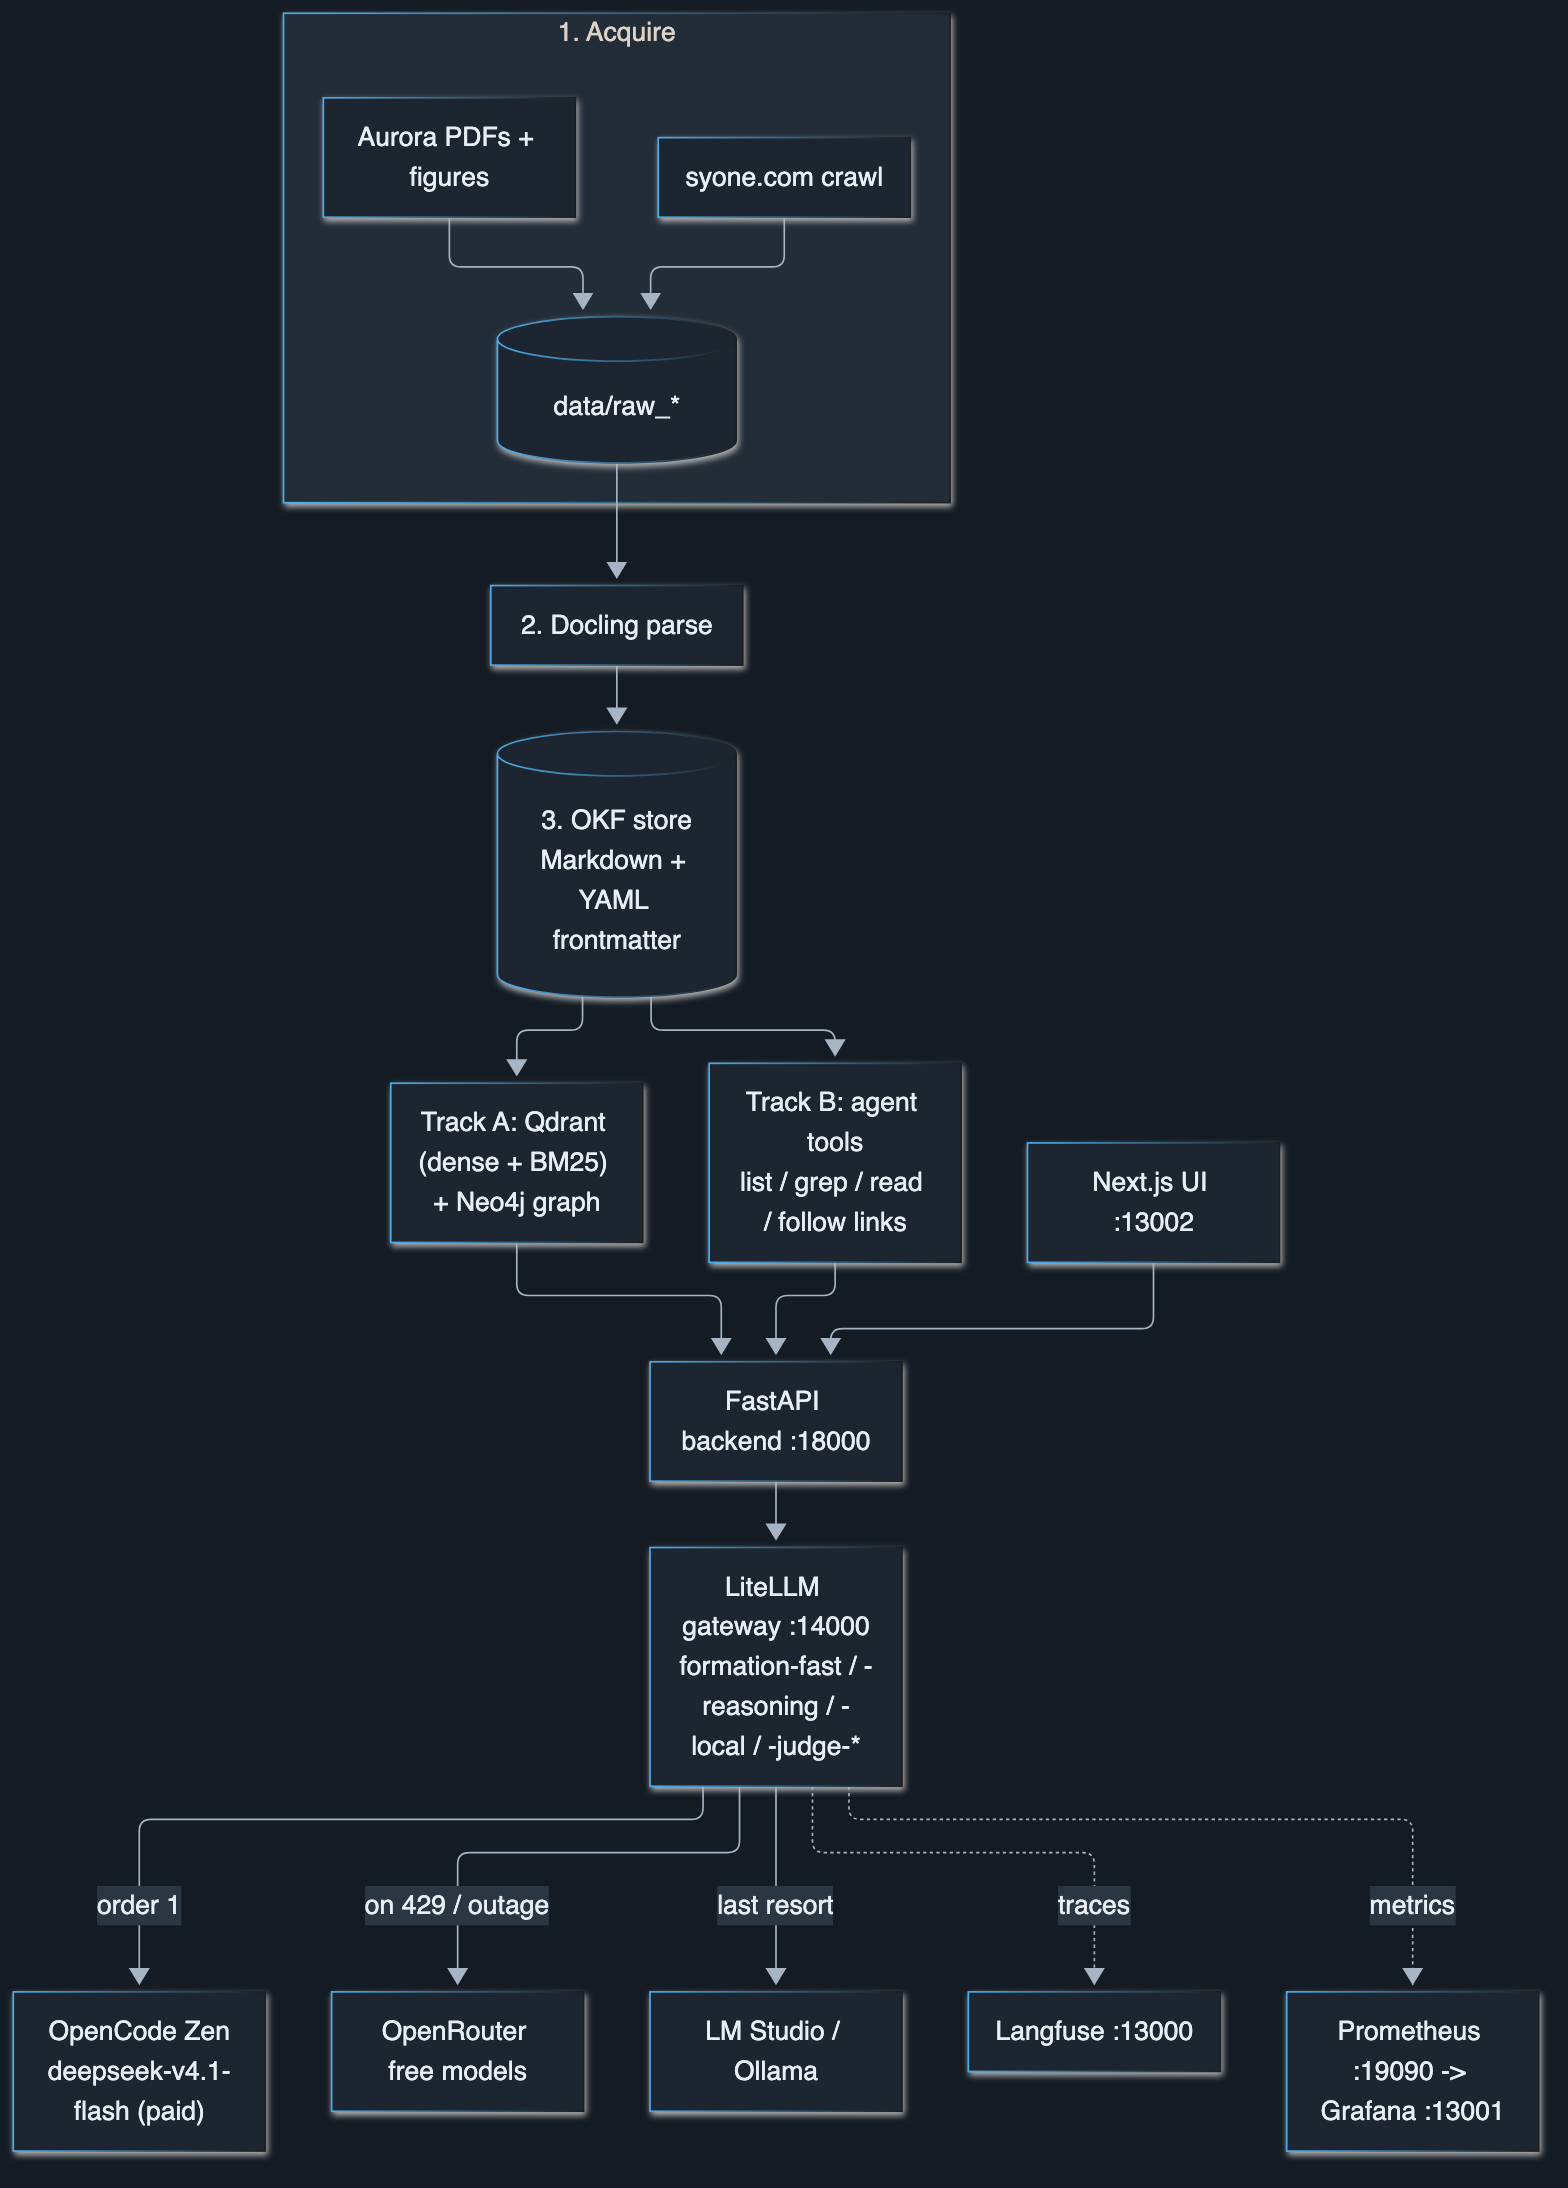 1. Acquire
Aurora PDFs +
figures
syone.com crawl
data/raw_*
2. Docling parse
3. OKF store
Markdown +
YAML
frontmatter
Track A: Qdrant
(dense + BM25)
+ Neo4j graph
Track B: agent
tools
list / grep / read
/ follow links
Next.js UI
:13002
FastAPI
backend :18000
LiteLLM
gateway :14000
formation-fast / -
reasoning / -
local / -judge-*
order 1
on 429 / outage
last resort
traces
metrics
OpenCode Zen
deepseek-v4.1-
flash (paid)
OpenRouter
free models
LM Studio /
Ollama
Langfuse :13000
Prometheus
:19090 ->
Grafana :13001